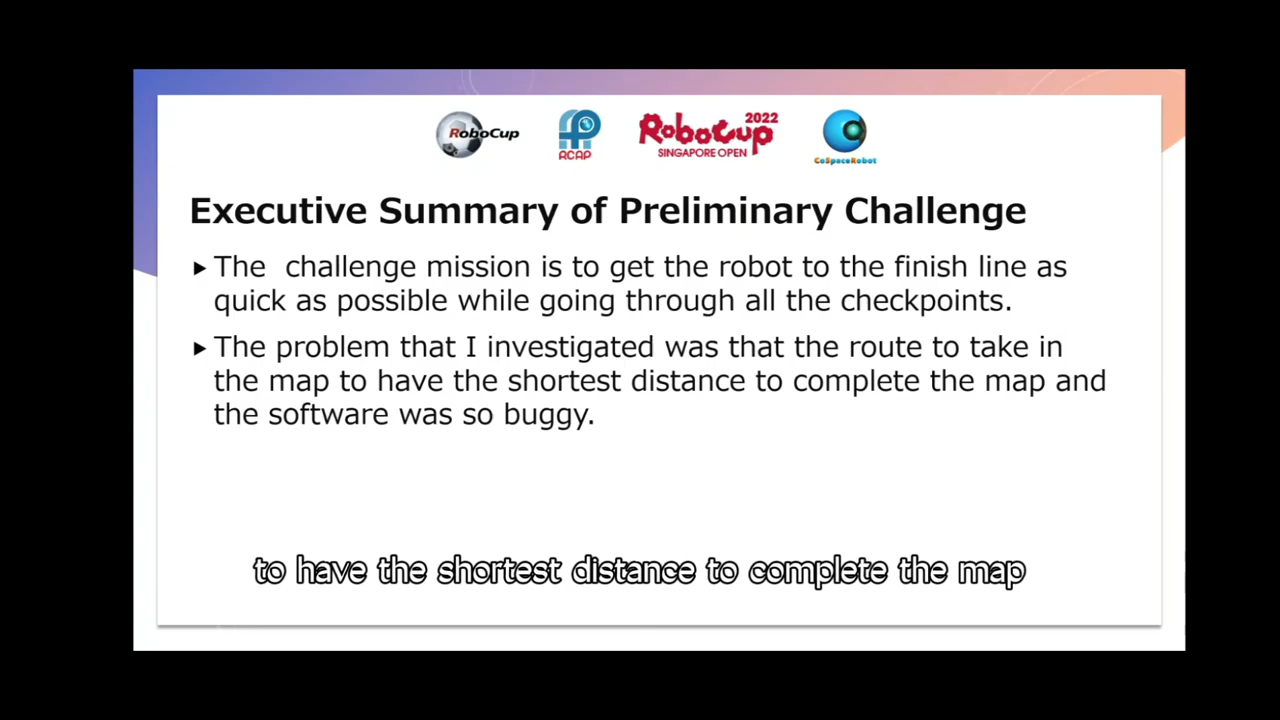 RoboCup
RCAP
RoboCup 2022
SINGAPORE OPEN
CoSpaceRobot
Executive Summary of Preliminary Challenge
The  challenge mission is to get the robot to the finish line as
quick as possible while going through all the checkpoints.
The problem that I investigated was that the route to take in
the map to have the shortest distance to complete the map and
the software was so buggy.
to have the shortest distance to complete the map